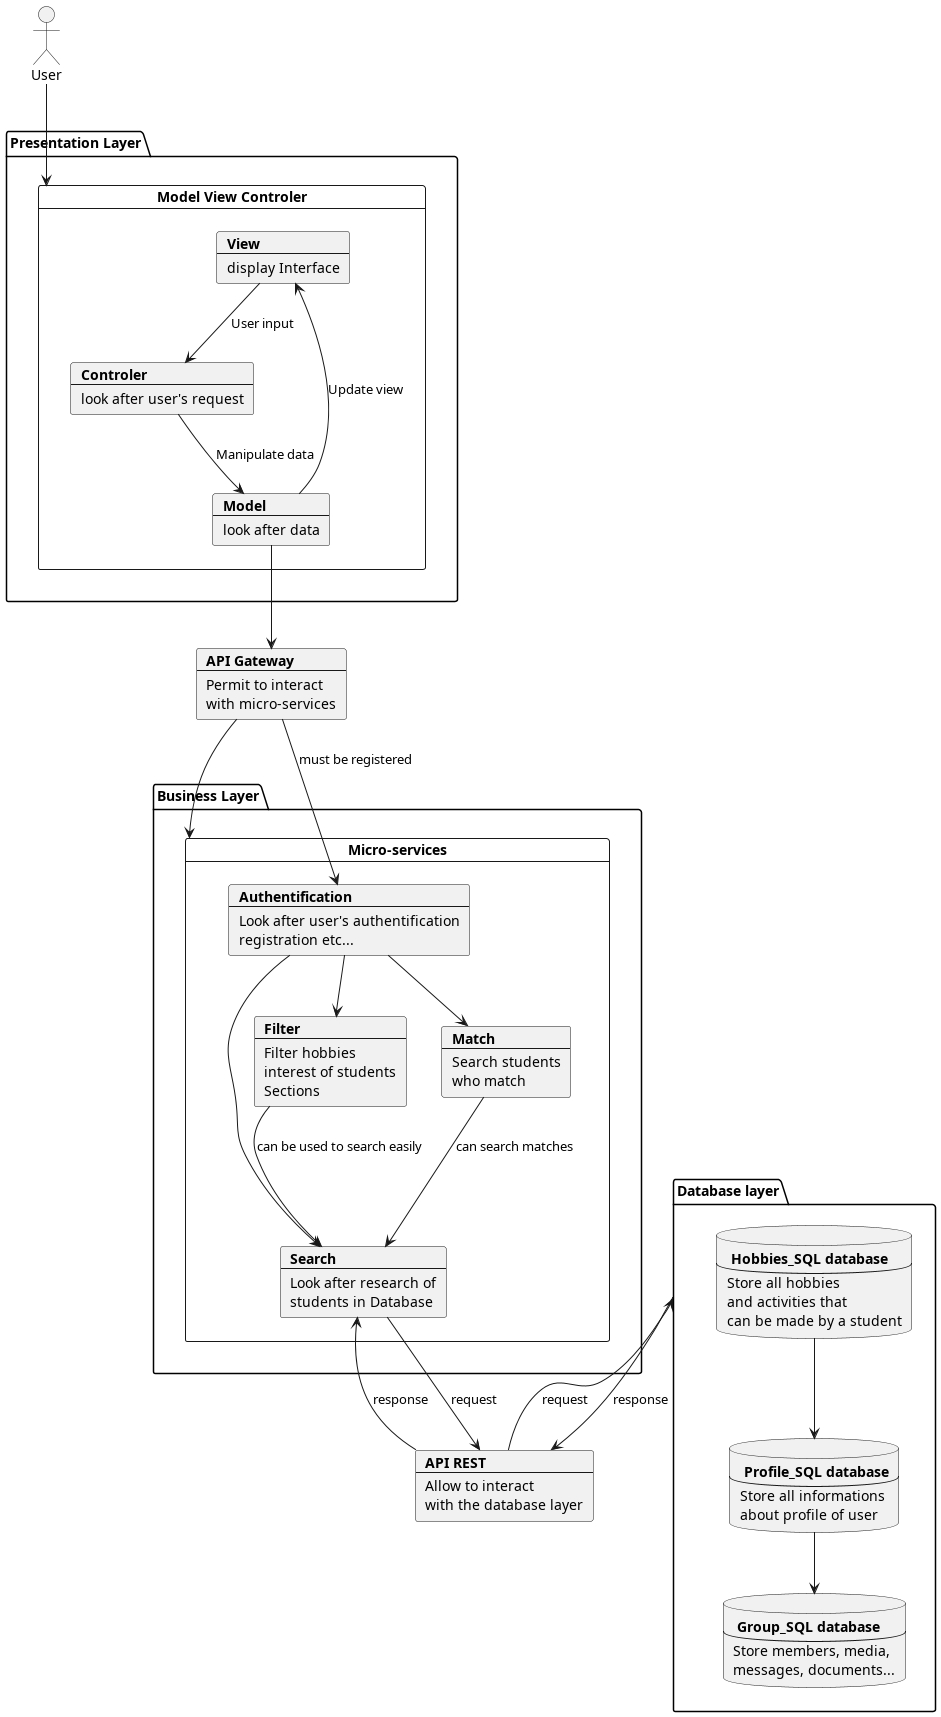 User
Presentation Layer
Model View Controler
View
display Interface
User input
Controler
look after user's request
Update view
Manipulate data
Model
look after data
API Gateway
Permit to interact
with micro-services
must be registered
Business Layer
Micro-services
Authentification
Look after user's authentification
registration etc...
Filter
Filter hobbies
interest of students
Sections
Match
Search students
who match
can be used to search easily
can search matches
Search
Look after research of
students in Database
Database layer
Hobbies_SQL database
Store all hobbies
and activities that
can be made by a student
response
request
request
response
API REST
Allow to interact
with the database layer
Profile_SQL database
Store all informations
about profile of user
Group_SQL database
Store members, media,
messages, documents...